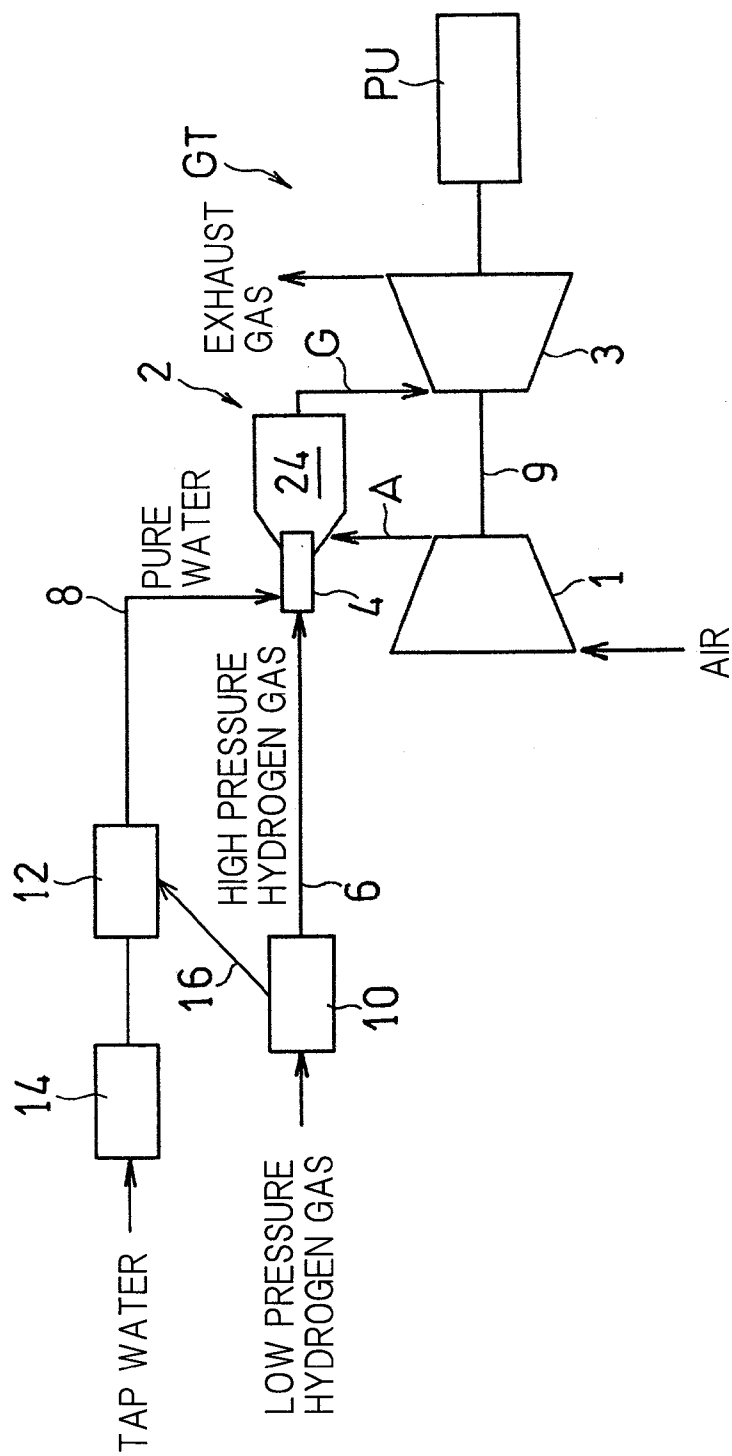 TAP WATER
14
12
8
PURE
WATER
LOW PRESSURE
HYDROGEN GAS
16
10
HIGH PRESSURE
HYDROGEN GAS
6
4
2
24
G
A
EXHAUST
GAS
GT
AIR
1
9
3
PU